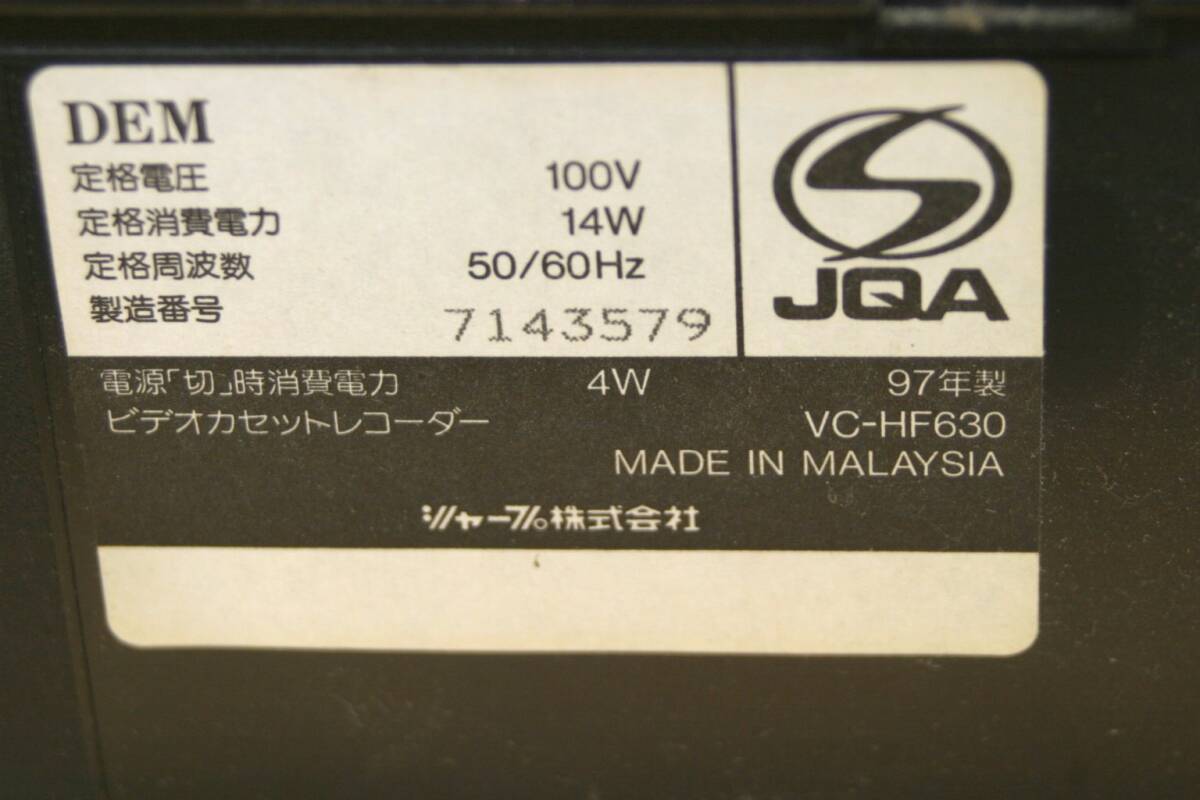 DEM
定格電圧 100V
定格消費電力 14W
定格周波数 50/60Hz
製造番号 7143579
JQA
電源「切」時消費電力 4W 97年製
ビデオカセットレコーダー VC-HF630
MADE IN MALAYSIA
シャープ株式会社